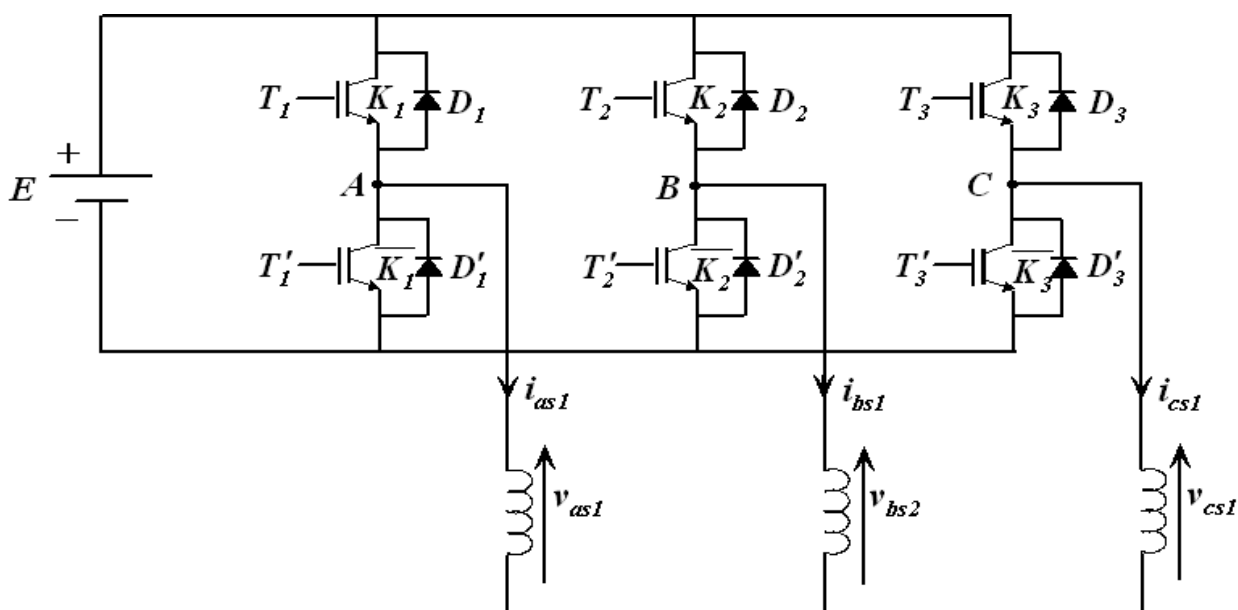 T1 K1 D1 T2 K2 D2 T3 K3 D3
+
E
−
A B C
T'1 K̅1 D'1 T'2 K̅2 D'2 T'3 K̅3 D'3
ias1 ibs1 ics1
vas1 vbs2 vcs1